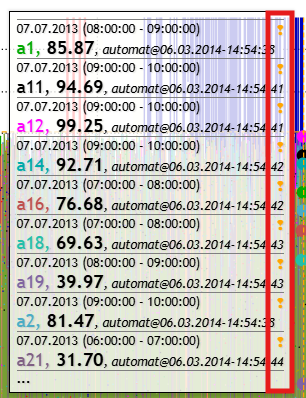 07.07.2013 (08:00:00 - 09:00:00) !
a1, 85.87, automat@06.03.2014-14:54:38
07.07.2013 (09:00:00 - 10:00:00) !
a11, 94.69, automat@06.03.2014-14:54:41
07.07.2013 (09:00:00 - 10:00:00) !
a12, 99.25, automat@06.03.2014-14:54:41
07.07.2013 (09:00:00 - 10:00:00) !
a14, 92.71, automat@06.03.2014-14:54:42
07.07.2013 (07:00:00 - 08:00:00) !
a16, 76.68, automat@06.03.2014-14:54:42
07.07.2013 (07:00:00 - 08:00:00) !
a18, 69.63, automat@06.03.2014-14:54:43
07.07.2013 (08:00:00 - 09:00:00) !
a19, 39.97, automat@06.03.2014-14:54:43
07.07.2013 (09:00:00 - 10:00:00) !
a2, 81.47, automat@06.03.2014-14:54:38
07.07.2013 (06:00:00 - 07:00:00) !
a21, 31.70, automat@06.03.2014-14:54:44
...